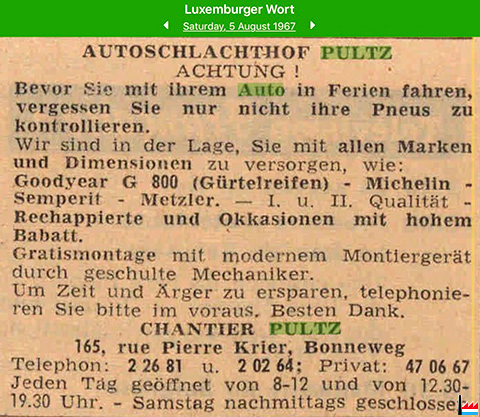 Luxemburger Wort
Saturday, 5 August 1967
AUTOSCHLACHTHOF PULTZ
ACHTUNG !
Bevor Sie mit ihrem Auto in Ferien fahren,
vergessen Sie nur nicht ihre Pneus zu
kontrollieren.
Wir sind in der Lage, Sie mit allen Marken
und Dimensionen zu versorgen, wie:
Goodyear G 800 (Gürtelreifen) - Michelin -
Semperit - Metzler. — I. u. II. Qualität -
Rechappierte und Okkasionen mit hohem
Babatt.
Gratismontage mit modernem Montiergerät
durch geschulte Mechaniker.
Um Zeit und Ärger zu ersparen, telephonie-
ren Sie bitte im voraus. Besten Dank.
CHANTIER PULTZ
165, rue Pierre Krier, Bonneweg
Telephon: 2 26 81 u. 2 02 64; Privat: 47 06 67
Jeden Tag geöffnet von 8-12 und von 12.30-
19.30 Uhr. - Samstag nachmittags geschlosse